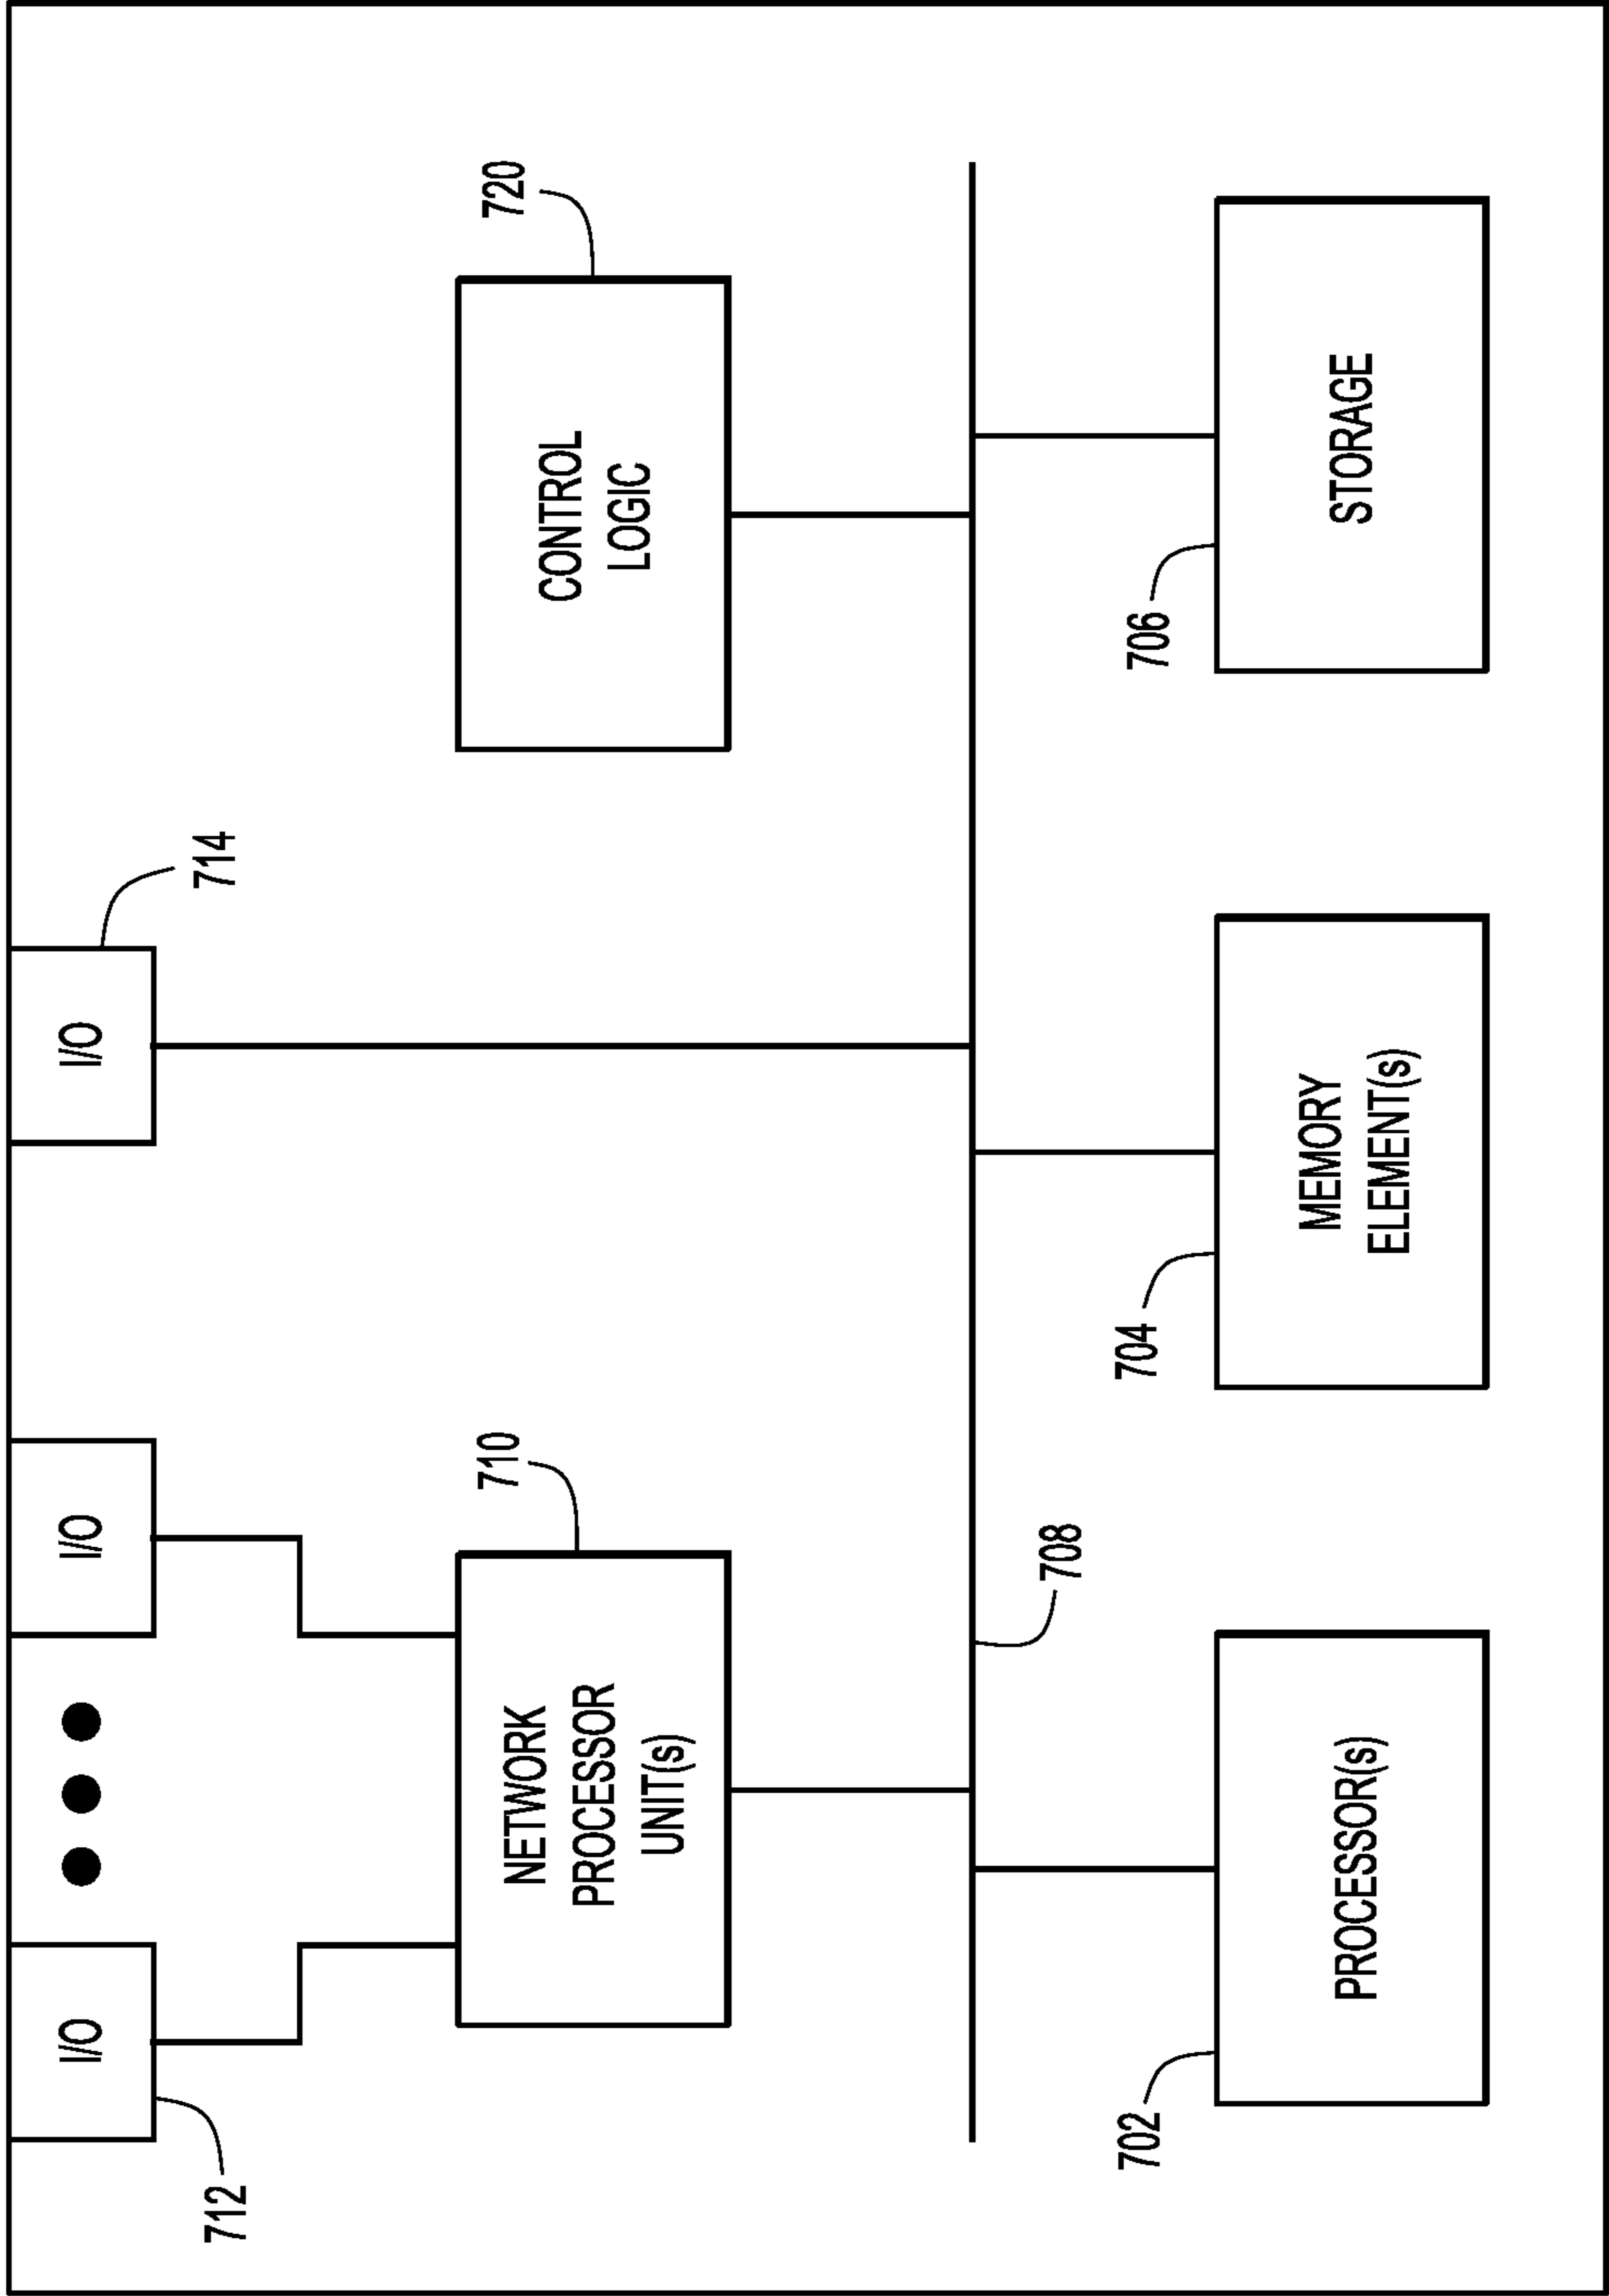 I/O
I/O
I/O
712
714
710
720
NETWORK
PROCESSOR
UNIT(s)
CONTROL
LOGIC
708
702
704
706
PROCESSOR(s)
MEMORY
ELEMENT(s)
STORAGE